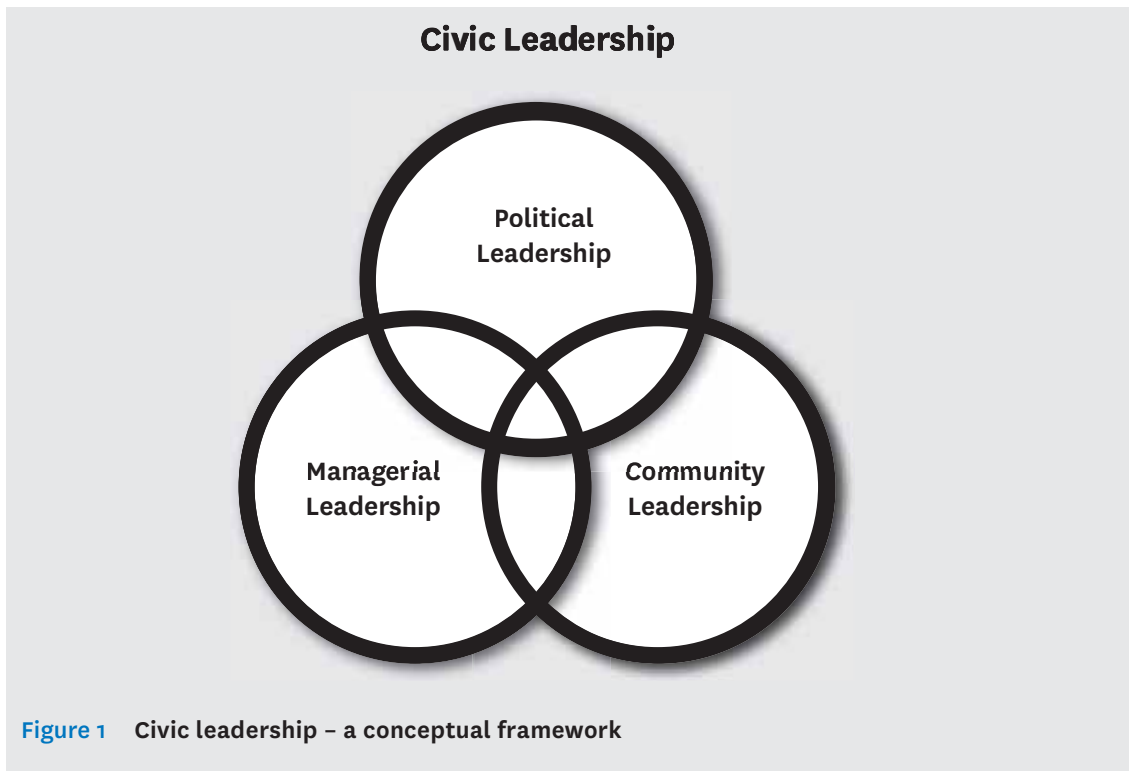 Civic Leadership
Political
Leadership
Managerial
Leadership
Community
Leadership
Figure 1 Civic leadership – a conceptual framework